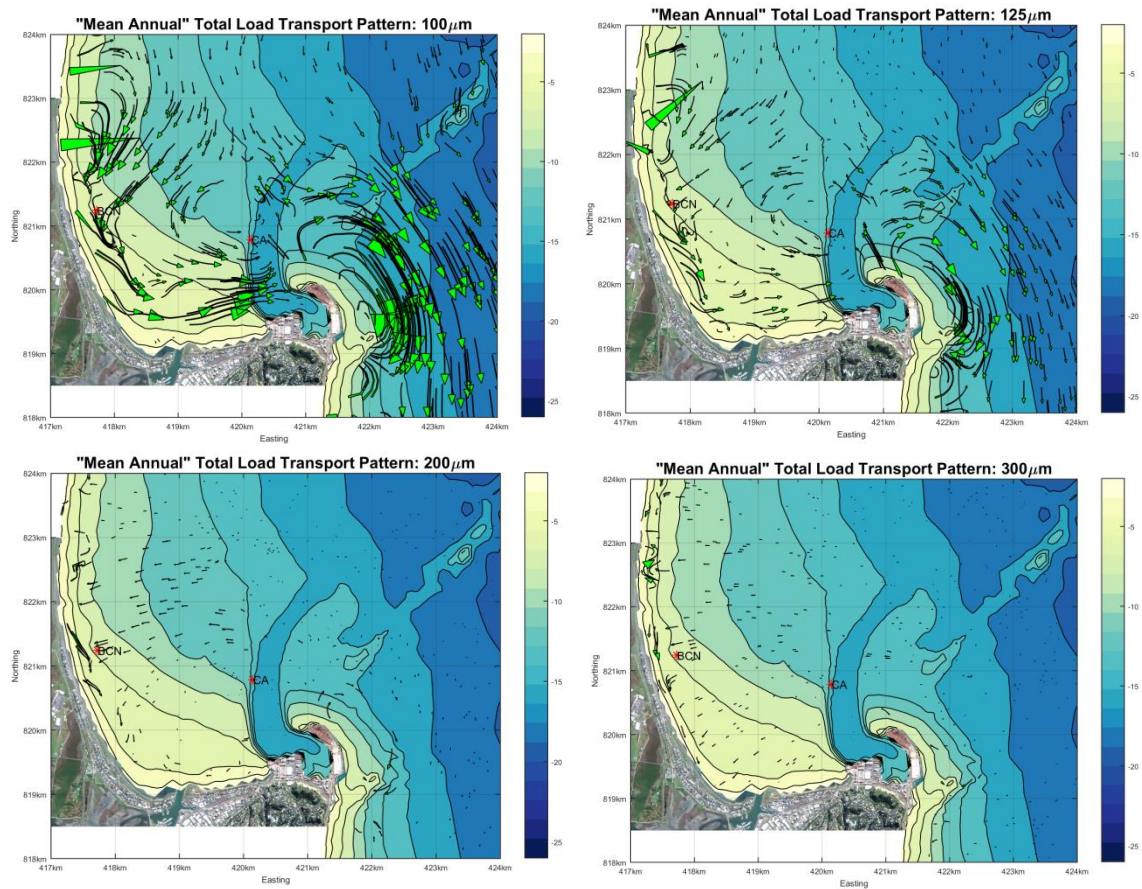 "Mean Annual" Total Load Transport Pattern: 100μm
824km
823km
822km
821km
820km
819km
818km
Northing
417km 418km 419km 420km 421km 422km 423km 424km
Easting
BCN
CA
-5
-10
-15
-20
-25
"Mean Annual" Total Load Transport Pattern: 125μm
824km
823km
822km
821km
820km
819km
818km
Northing
417km 418km 419km 420km 421km 422km 423km 424km
Easting
BCN
CA
-5
-10
-15
-20
-25
"Mean Annual" Total Load Transport Pattern: 200μm
824km
823km
822km
821km
820km
819km
818km
Northing
417km 418km 419km 420km 421km 422km 423km 424km
Easting
BCN
CA
-5
-10
-15
-20
-25
"Mean Annual" Total Load Transport Pattern: 300μm
824km
823km
822km
821km
820km
819km
818km
Northing
417km 418km 419km 420km 421km 422km 423km 424km
Easting
BCN
CA
-5
-10
-15
-20
-25